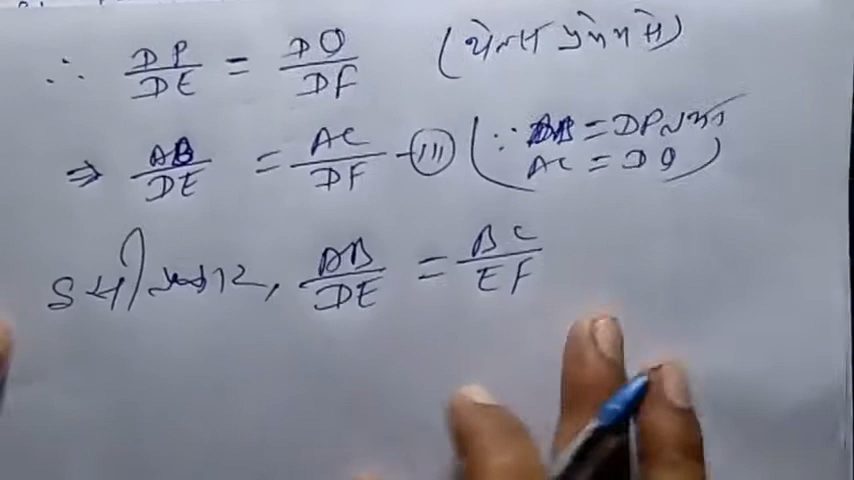 ∴ DP/DE = DQ/DF (थेल्स प्रमेय से)
⇒ AB/DE = AC/DF -(iii) (∵ AB = DP तथा
AC = DQ)
इसी प्रकार, AB/DE = BC/EF